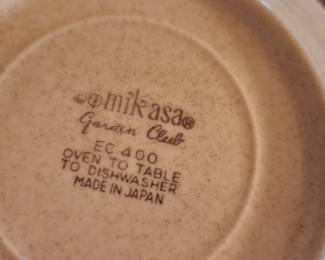 mikasa®
Garden Club
EC 400
OVEN TO TABLE
TO DISHWASHER
MADE IN JAPAN